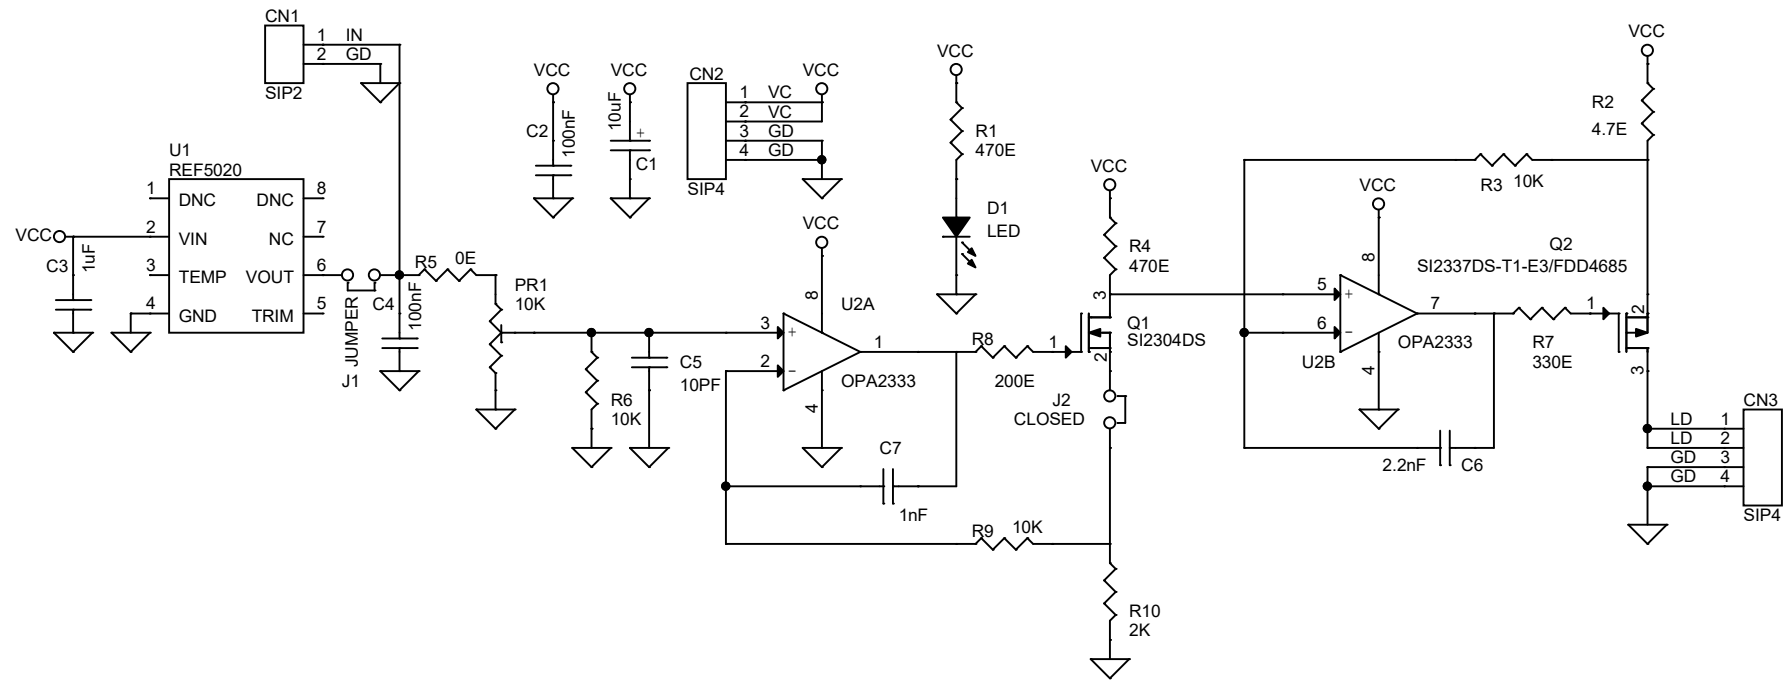 CN1
1 IN
2 GD
SIP2
U1
REF5020
1 DNC
DNC 8
2 VIN
NC 7
3 TEMP
VOUT 6
4 GND
TRIM 5
VCC
C3
1uF
JUMPER
J1
C4
100nF
R5 0E
PR1
10K
VCC
C2
100nF
VCC
10uF
+
C1
CN2
VCC
1 VC
2 VC
3 GD
4 GD
SIP4
R6
10K
C5
10PF
VCC
8
U2A
3 +
2 −
1
OPA2333
4
C7
1nF
R9 10K
VCC
R1
470E
D1
LED
R8
200E
VCC
R4
470E
3
1
Q1
SI2304DS
2
J2
CLOSED
R10
2K
VCC
R2
4.7E
R3 10K
VCC
8
5 +
6 −
7
U2B
OPA2333
4
2.2nF C6
Q2
SI2337DS-T1-E3/FDD4685
R7
330E
1
2
3
CN3
LD 1
LD 2
GD 3
GD 4
SIP4